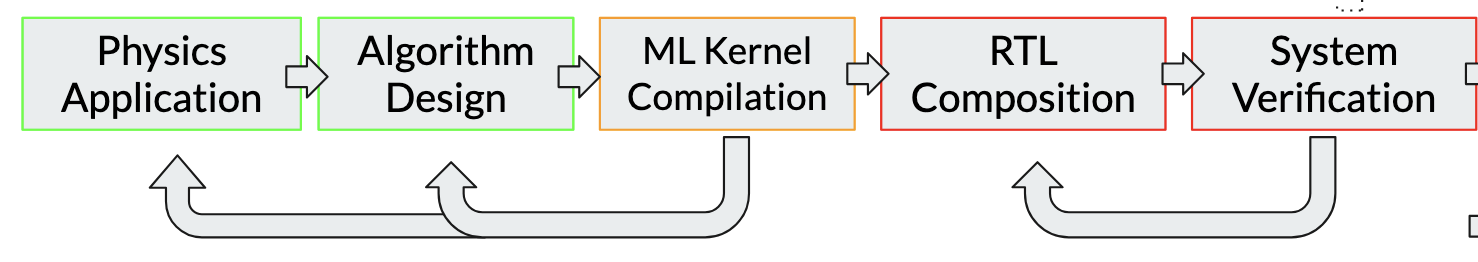 Physics
Application
Algorithm
Design
ML Kernel
Compilation
RTL
Composition
System
Verification